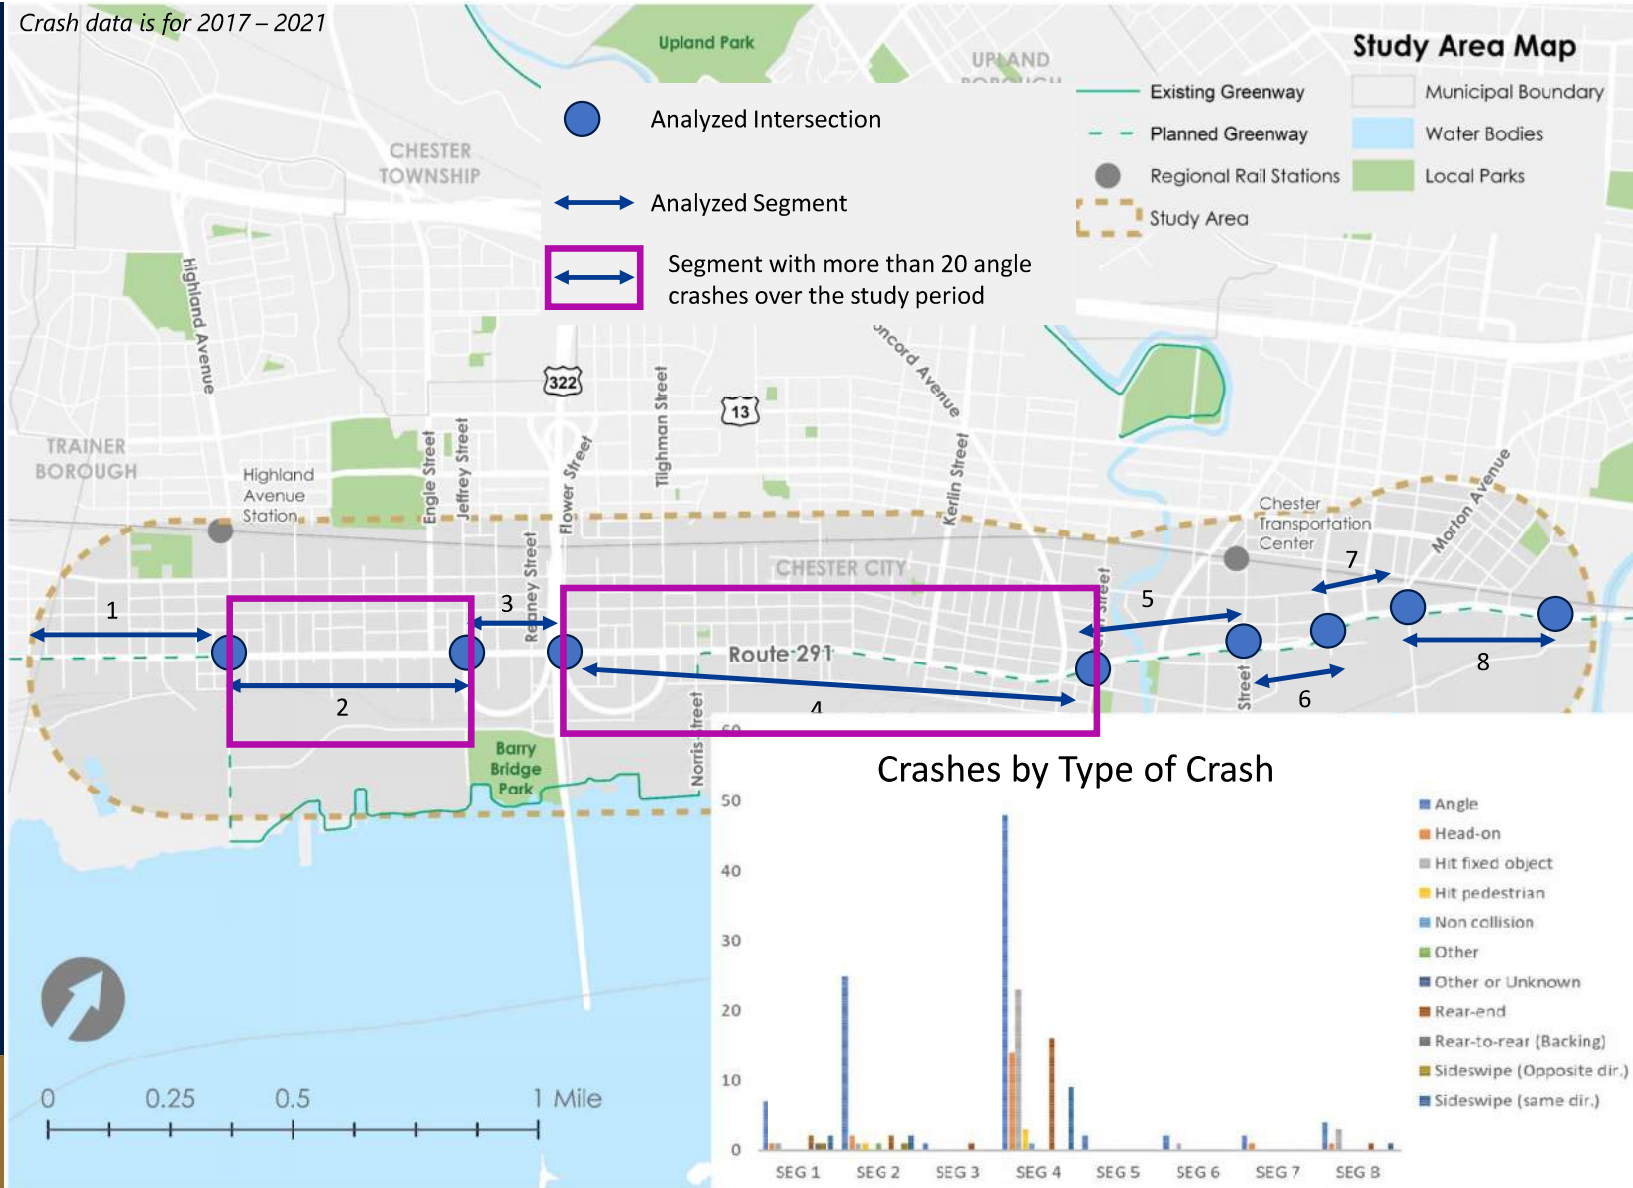 Crash data is for 2017 – 2021
Upland Park
UPLAND
Study Area Map
Analyzed Intersection
Analyzed Segment
Segment with more than 20 angle
crashes over the study period
Existing Greenway
Planned Greenway
Regional Rail Stations
Study Area
Municipal Boundary
Water Bodies
Local Parks
CHESTER
TOWNSHIP
Highland Avenue
322
13
Concord Avenue
TRAINER
BOROUGH
Highland
Avenue
Station
Engle Street
Jeffrey Street
Flower Street
Tilghman Street
Kerlin Street
Reaney Street
Chester
Transportation
Center
Morton Avenue
CHESTER CITY
Route 291
Street
Street
Norris Street
1
2
3
4
5
6
7
8
Barry
Bridge
Park
0
0.25
0.5
1 Mile
Crashes by Type of Crash
60
50
40
30
20
10
0
SEG 1
SEG 2
SEG 3
SEG 4
SEG 5
SEG 6
SEG 7
SEG 8
Angle
Head-on
Hit fixed object
Hit pedestrian
Non collision
Other
Other or Unknown
Rear-end
Rear-to-rear (Backing)
Sideswipe (Opposite dir.)
Sideswipe (same dir.)